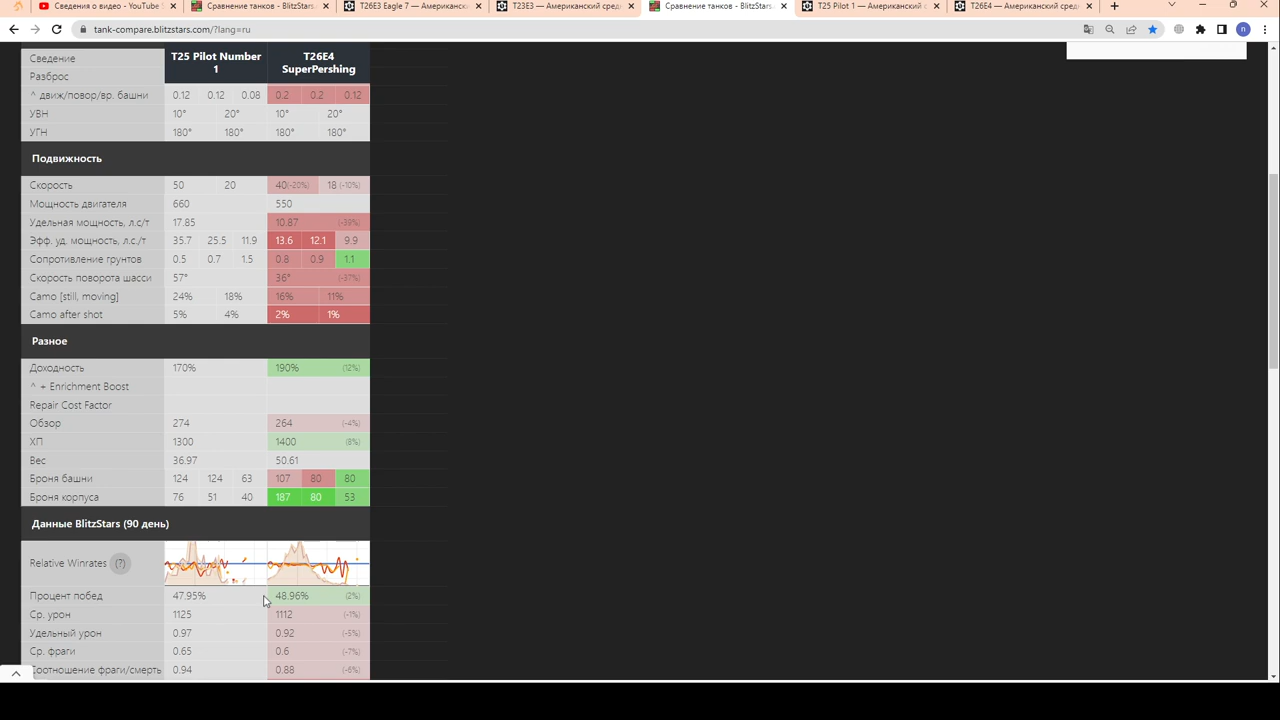 Сведения о видео - YouTube
Сравнение танков - BlitzStars
T26E3 Eagle 7 — Американски
T23E3 — Американский сред
Сравнение танков - BlitzStars
T25 Pilot 1 — Американский с
T26E4 — Американский сред
tank-compare.blitzstars.com/?lang=ru
n
T25 Pilot Number 1
T26E4 SuperPershing
Сведение
Разброс
^ движ/повор/вр. башни 0.12 0.12 0.08 0.2 0.2 0.12
УВН 10° 20° 10° 20°
УГН 180° 180° 180° 180°
Подвижность
Скорость 50 20 40(-20%) 18 (-10%)
Мощность двигателя 660 550
Удельная мощность, л.с/т 17.85 10.87 (-39%)
Эфф. уд. мощность, л.с./т 35.7 25.5 11.9 13.6 12.1 9.9
Сопротивление грунтов 0.5 0.7 1.5 0.8 0.9 1.1
Скорость поворота шасси 57° 36° (-37%)
Camo [still, moving] 24% 18% 16% 11%
Camo after shot 5% 4% 2% 1%
Разное
Доходность 170% 190% (12%)
^ + Enrichment Boost
Repair Cost Factor
Обзор 274 264 (-4%)
ХП 1300 1400 (8%)
Вес 36.97 50.61
Броня башни 124 124 63 107 80 80
Броня корпуса 76 51 40 187 80 53
Данные BlitzStars (90 день)
Relative Winrates (?)
Процент побед 47.95% 48.96% (2%)
Ср. урон 1125 1112 (-1%)
Удельный урон 0.97 0.92 (-5%)
Ср. фраги 0.65 0.6 (-7%)
Соотношение фраги/смерть 0.94 0.88 (-6%)